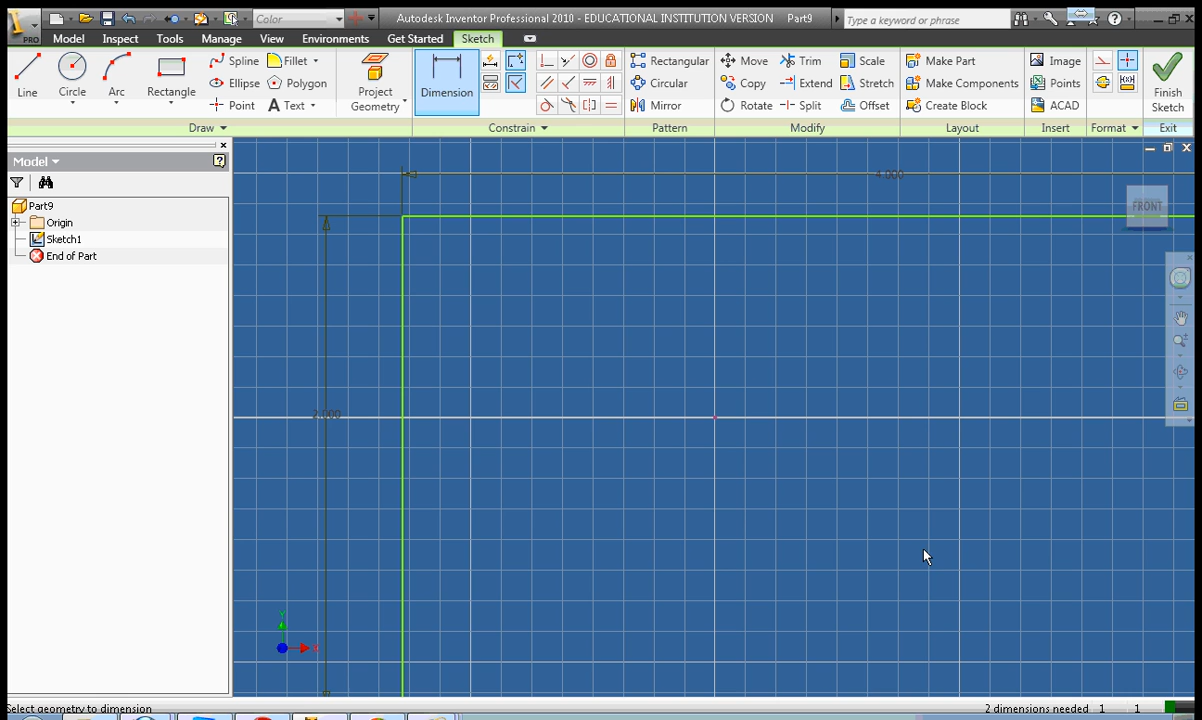 Color
Autodesk Inventor Professional 2010 - EDUCATIONAL INSTITUTION VERSION Part9
Type a keyword or phrase
PRO
Model Inspect Tools Manage View Environments Get Started Sketch
Line Circle Arc Rectangle
Spline Fillet
Ellipse Polygon
Point Text
Project Geometry
Dimension
Rectangular
Circular
Mirror
Move Trim Scale
Copy Extend Stretch
Rotate Split Offset
Make Part
Make Components
Create Block
Image
Points
ACAD
Finish Sketch
Draw Constrain Pattern Modify Layout Insert Format Exit
Model
Part9
Origin
Sketch1
End of Part
4.000
FRONT
2.000
Y
X
Select geometry to dimension
2 dimensions needed 1 1